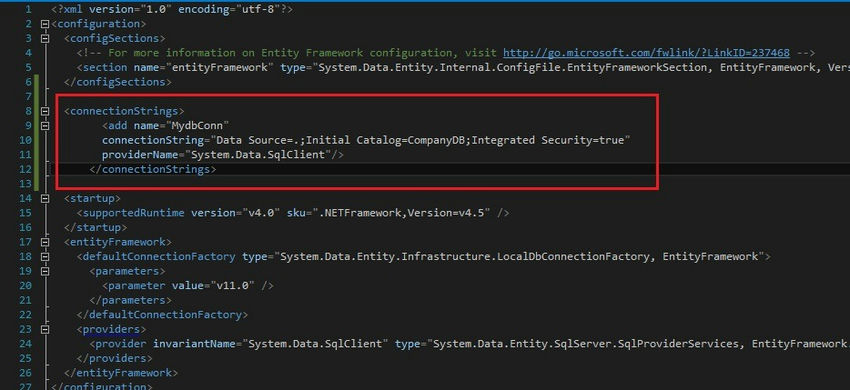 1 <?xml version="1.0" encoding="utf-8"?>
2 <configuration>
3 <configSections>
4 <!-- For more information on Entity Framework configuration, visit http://go.microsoft.com/fwlink/?LinkID=237468 -->
5 <section name="entityFramework" type="System.Data.Entity.Internal.ConfigFile.EntityFrameworkSection, EntityFramework, Vers
6 </configSections>
7
8 <connectionStrings>
9 <add name="MydbConn"
10 connectionString="Data Source=.;Initial Catalog=CompanyDB;Integrated Security=true"
11 providerName="System.Data.SqlClient"/>
12 </connectionStrings>
13
14 <startup>
15 <supportedRuntime version="v4.0" sku=".NETFramework,Version=v4.5" />
16 </startup>
17 <entityFramework>
18 <defaultConnectionFactory type="System.Data.Entity.Infrastructure.LocalDbConnectionFactory, EntityFramework">
19 <parameters>
20 <parameter value="v11.0" />
21 </parameters>
22 </defaultConnectionFactory>
23 <providers>
24 <provider invariantName="System.Data.SqlClient" type="System.Data.Entity.SqlServer.SqlProviderServices, EntityFramework.
25 </providers>
26 </entityFramework>
27 </configuration>